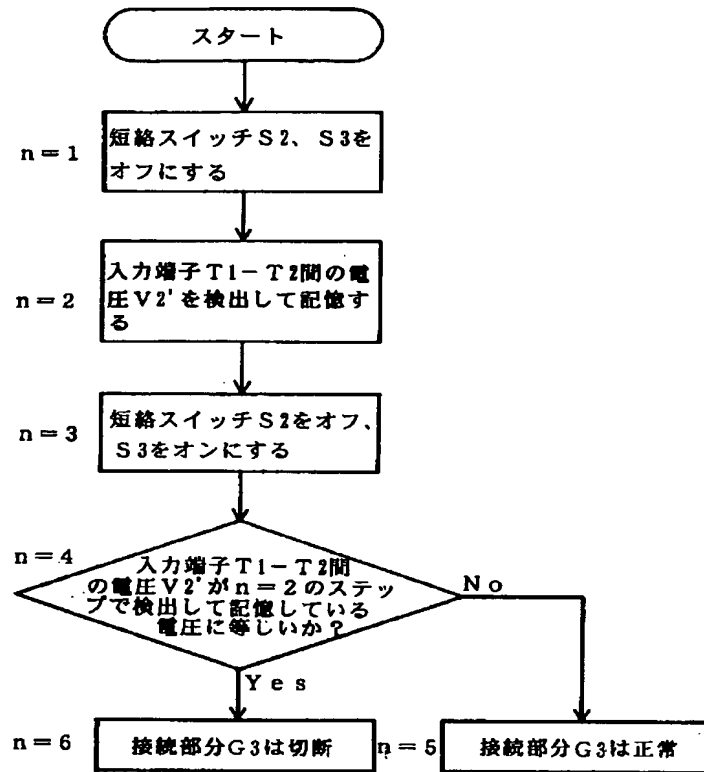 スタート
n=1
短絡スイッチS2、S3を
オフにする
n=2
入力端子T1-T2間の電
圧V2'を検出して記憶す
る
n=3
短絡スイッチS2をオフ、
S3をオンにする
n=4
入力端子T1-T2間
の電圧V2'がn=2のステッ
プで検出して記憶している
電圧に等しいか?
No
Yes
n=6
接続部分G3は切断
n=5
接続部分G3は正常